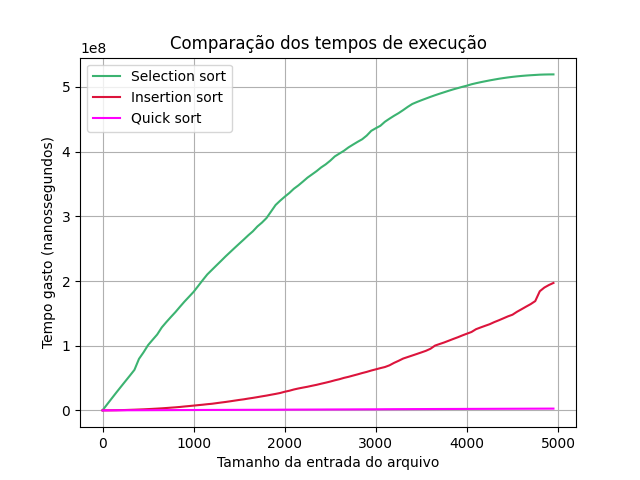 Comparação dos tempos de execução
1e8
Selection sort
Insertion sort
Quick sort
Tempo gasto (nanossegundos)
5
4
3
2
1
0
0 1000 2000 3000 4000 5000
Tamanho da entrada do arquivo